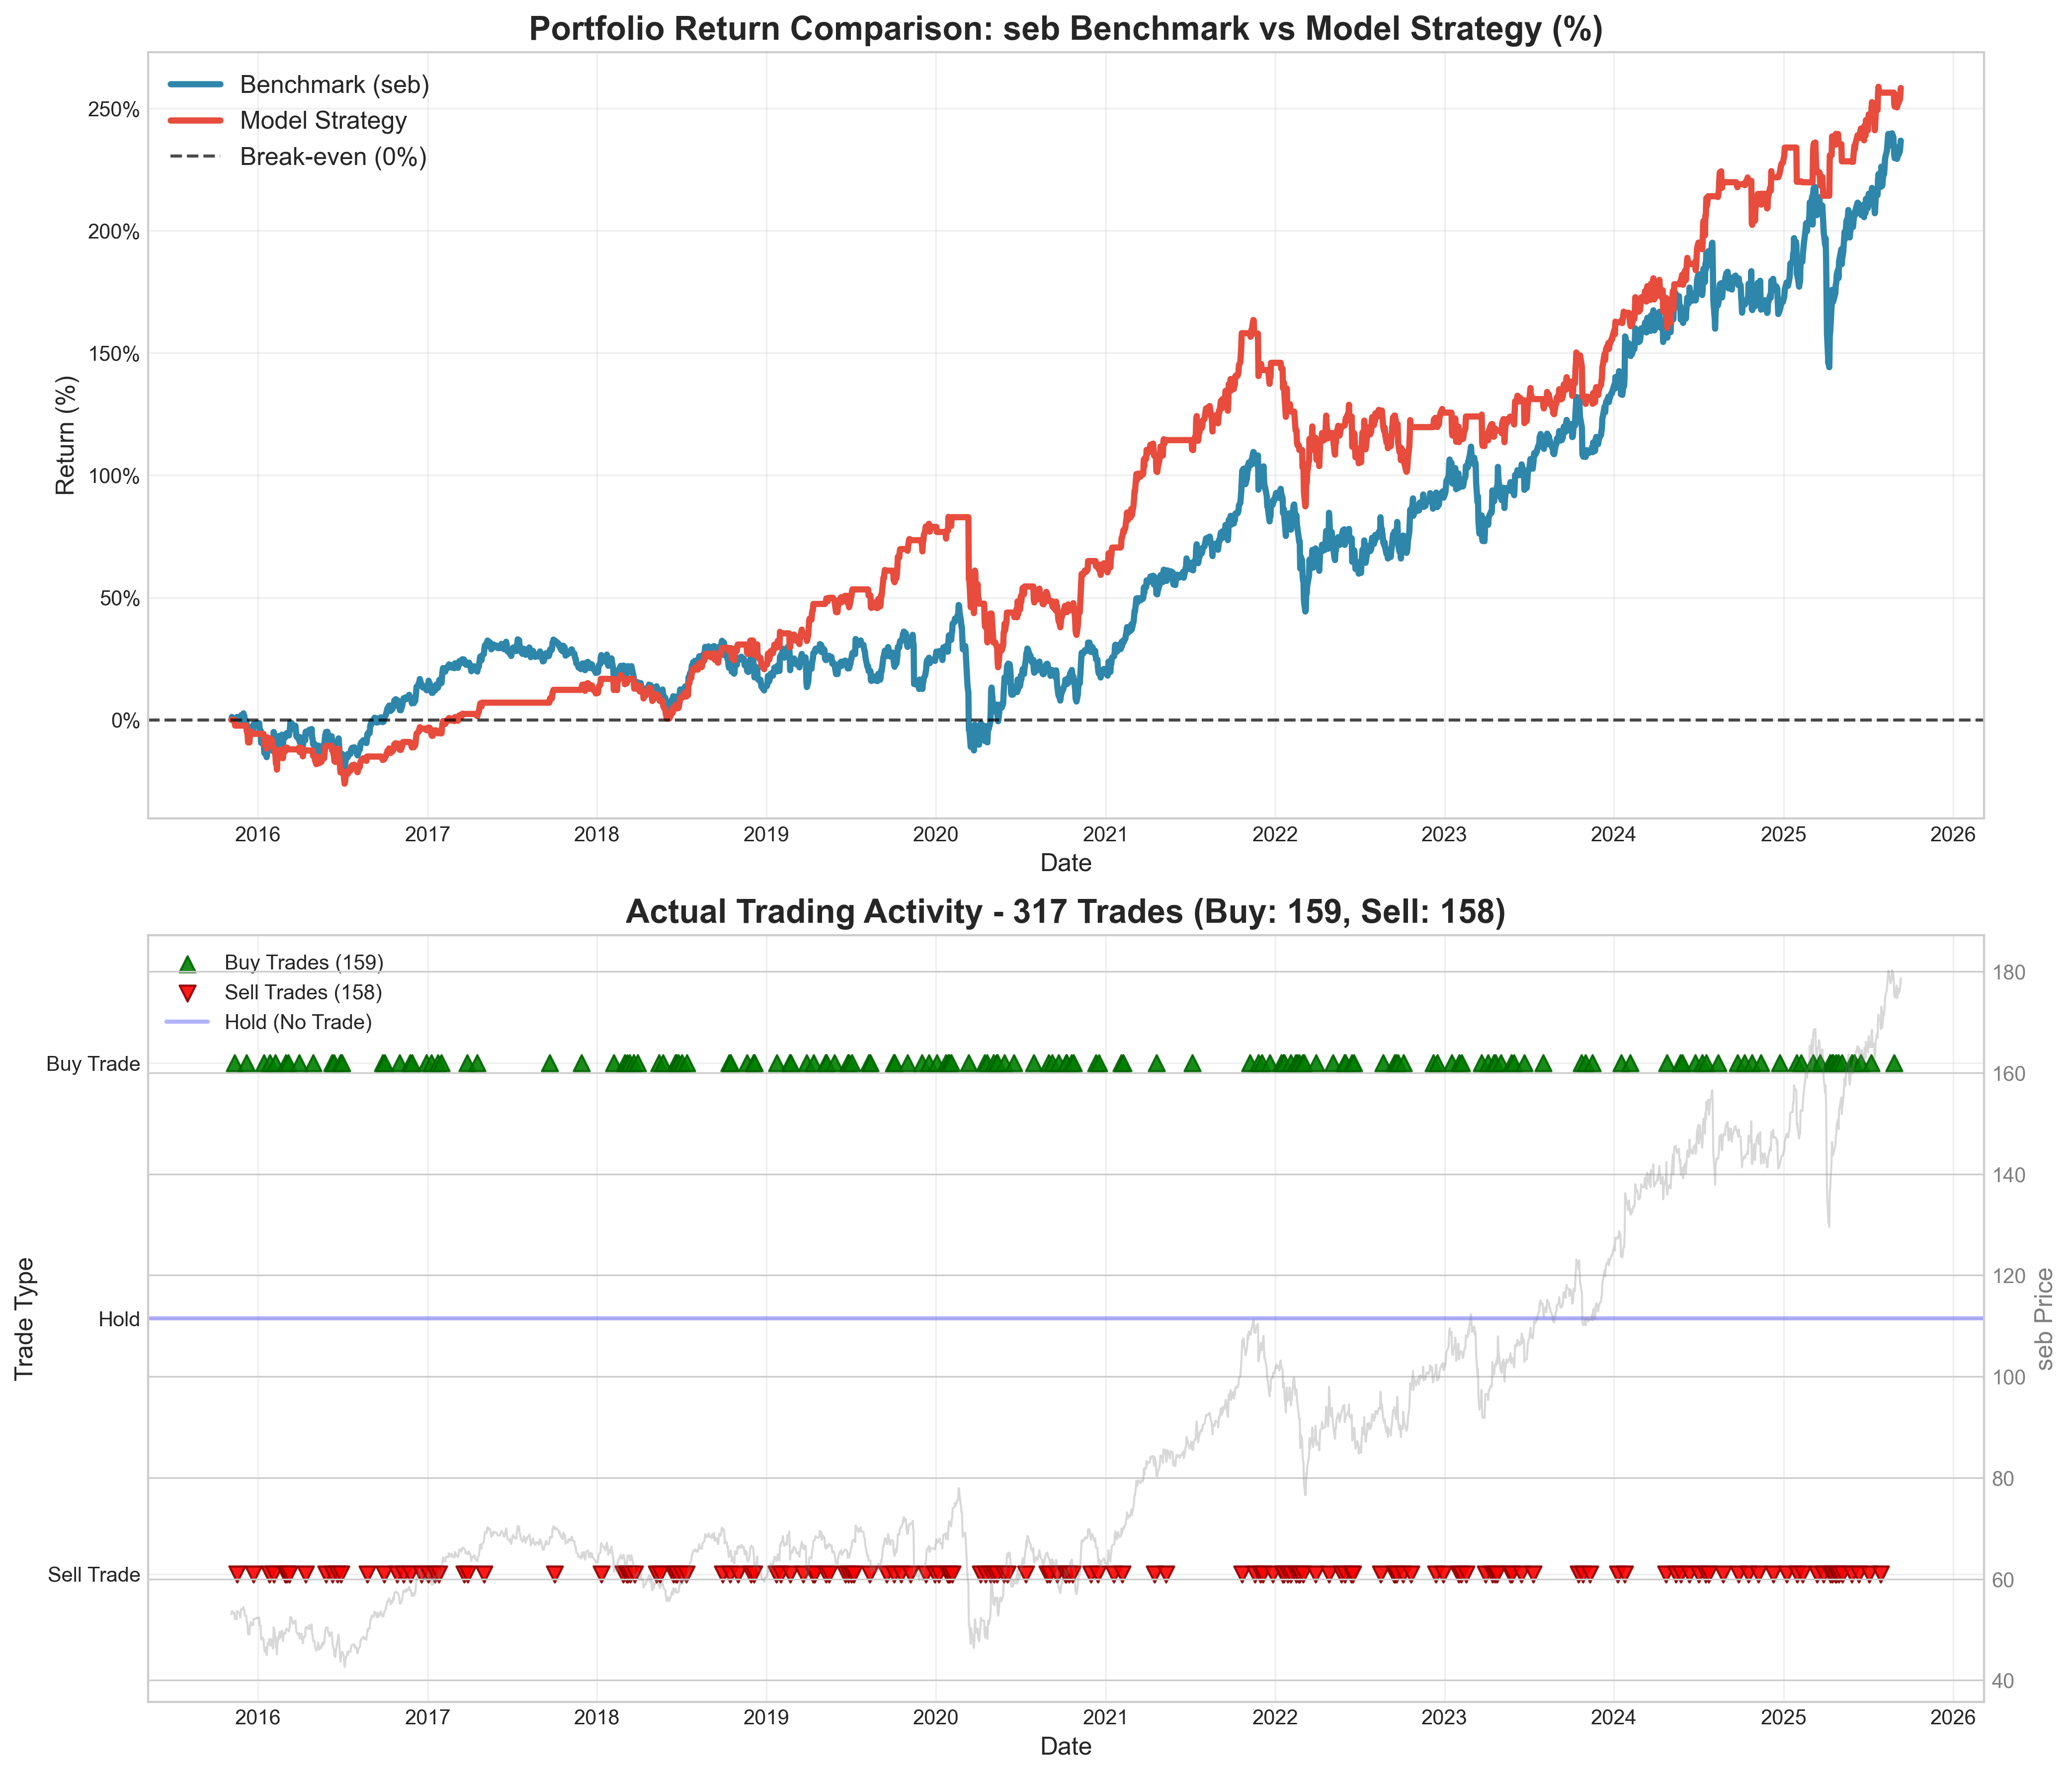 Portfolio Return Comparison: seb Benchmark vs Model Strategy (%)
Benchmark (seb)
Model Strategy
Break-even (0%)
250%
200%
150%
100%
50%
0%
Return (%)
2016 2017 2018 2019 2020 2021 2022 2023 2024 2025 2026
Date
Actual Trading Activity - 317 Trades (Buy: 159, Sell: 158)
Buy Trades (159)
Sell Trades (158)
Hold (No Trade)
Buy Trade
Hold
Sell Trade
Trade Type
180
160
140
120
100
80
60
40
seb Price
2016 2017 2018 2019 2020 2021 2022 2023 2024 2025 2026
Date